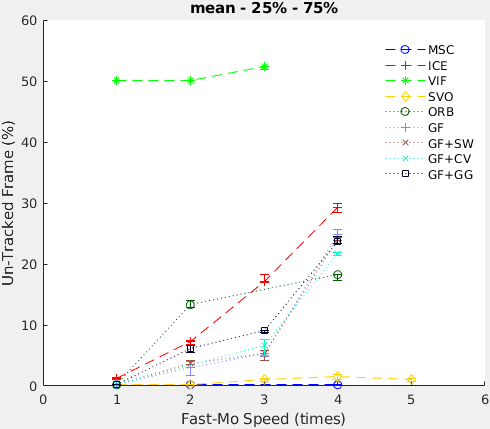 mean - 25% - 75%
Un-Tracked Frame (%)
60
50
40
30
20
10
0
0 1 2 3 4 5 6
Fast-Mo Speed (times)
MSC
ICE
VIF
SVO
ORB
GF
GF+SW
GF+CV
GF+GG